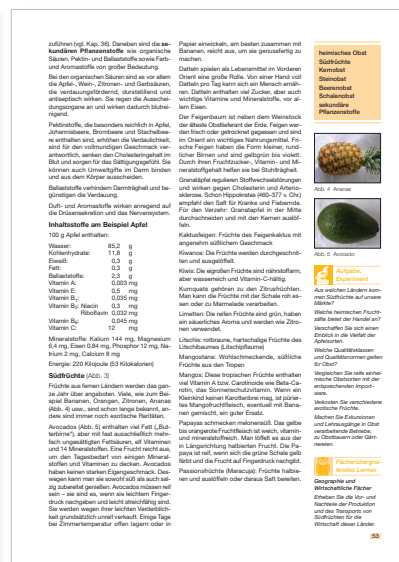 zuführen (vgl. Kap. 36). Daneben sind die se-
kundären Pflanzenstoffe wie organische
Säuren, Pektin- und Ballaststoffe sowie Farb-
und Aromastoffe von großer Bedeutung.
Bei den organischen Säuren sind es vor allem
die Apfel-, Wein-, Zitronen- und Gerbsäuren,
die verdauungsfördernd, durststillend und
antiseptisch wirken. Sie regen die Ausschei-
dungsorgane an und wirken dadurch blutrei-
nigend.
Pektinstoffe, die besonders reichlich in Apfel,
Johannisbeere, Brombeere und Stachelbee-
re enthalten sind, erhöhen die Verdaulichkeit,
sind für den vollmundigen Geschmack ver-
antwortlich, senken den Cholesteringehalt im
Blut und sorgen für das Sättigungsgefühl. Sie
können auch Umweltgifte im Darm binden
und aus dem Körper ausscheiden.
Ballaststoffe verhindern Darmträgheit und be-
günstigen die Verdauung.
Duft- und Aromastoffe wirken anregend auf
die Drüsensekretion und das Nervensystem.
Inhaltsstoffe am Beispiel Apfel
100 g Apfel enthalten:
Wasser: 85,2 g
Kohlenhydrate: 11,8 g
Eiweiß: 0,3 g
Fett: 0,3 g
Ballaststoffe: 2,3 g
Vitamin A: 0,003 mg
Vitamin E: 0,5 mg
Vitamin B1: 0,035 mg
Vitamin B2: Niacin 0,3 mg
Riboflavin 0,032 mg
Vitamin B6: 0,045 mg
Vitamin C: 12 mg
Mineralstoffe: Kalium 144 mg, Magnesium
6,4 mg, Eisen 0,84 mg, Phosphor 12 mg, Na-
trium 2 mg, Calcium 8 mg
Energie: 220 Kilojoule (53 Kilokalorien)
Südfrüchte (Abb. 3)
Früchte aus fernen Ländern werden das gan-
ze Jahr über angeboten. Viele, wie zum Bei-
spiel Bananen, Orangen, Zitronen, Ananas
(Abb. 4) usw., sind schon lange bekannt, an-
dere sind immer noch exotische Raritäten.
Avocados (Abb. 5) enthalten viel Fett („But-
terbirne"), aber mit fast ausschließlich mehr-
fach ungesättigten Fettsäuren, elf Vitaminen
und 14 Mineralstoffen. Eine Frucht reicht aus,
um den Tagesbedarf von einigen Mineral-
stoffen und Vitaminen zu decken. Avocados
haben keinen starken Eigengeschmack. Des-
wegen kann man sie sowohl süß als auch sal-
zig zubereitet genießen. Avocados müssen reif
sein – sie sind es, wenn sie leichtem Finger-
druck nachgeben und leicht streichfähig sind.
Sie werden wegen ihrer leichten Verderblich-
keit grundsätzlich unreif verkauft. Einige Tage
bei Zimmertemperatur offen lagern oder in
Papier einwickeln, am besten zusammen mit
Bananen, reicht aus, um sie genussfertig zu
machen.
Datteln spielen als Lebensmittel im Vorderen
Orient eine große Rolle. Von einer Hand voll
Datteln pro Tag kann sich ein Mensch ernäh-
ren. Datteln enthalten viel Zucker, aber auch
wichtige Vitamine und Mineralstoffe, vor al-
lem Eisen.
Der Feigenbaum ist neben dem Weinstock
der älteste Obstlieferant der Erde. Feigen wer-
den frisch oder getrocknet gegessen und sind
im Orient ein wichtiges Nahrungsmittel. Fri-
sche Feigen haben die Form kleiner, rund-
licher Birnen und sind gelbgrün bis violett.
Durch ihren Fruchtzucker-, Vitamin- und Mi-
neralstoffgehalt helfen sie bei Stuhlträgheit.
Granatäpfel regulieren Stoffwechselstörungen
und wirken gegen Cholesterin und Arterio-
sklerose. Schon Hippokrates (460–377 v. Chr.)
empfahl den Saft für Kranke und Fiebernde.
Für den Verzehr: Granatapfel in der Mitte
durchschneiden und mit den Kernen auslöf-
feln.
Kaktusfeigen: Früchte des Feigenkaktus mit
angenehm süßlichem Geschmack
Kiwanos: Die Früchte werden durchgeschnit-
ten und ausgelöffelt.
Kiwis: Die eigroßen Früchte sind nährstoffarm,
aber wasserreich und Vitamin-C-hältig.
Kumquats gehören zu den Zitrusfrüchten.
Man kann die Früchte mit der Schale roh es-
sen oder zu Marmelade verarbeiten.
Limetten: Die reifen Früchte sind grün, haben
ein säuerliches Aroma und werden wie Zitro-
nen verwendet.
Litschis: rotbraune, hartschalige Früchte des
Litschibaumes (Litschipflaume)
Mangostane: Wohlschmeckende, süßliche
Früchte aus den Tropen
Mangos: Diese tropischen Früchte enthalten
viel Vitamin A bzw. Carotinoide wie Beta-Ca-
rotin, das Sonnenschutzvitamin. Wenn ein
Kleinkind keinen Karottenbrei mag, ist pürier-
tes Mangofruchtfleisch, eventuell mit Bana-
nen gemischt, ein guter Ersatz.
Papayas schmecken melonensüß. Das gelbe
bis orangerote Fruchtfleisch ist weich, vitamin-
und mineralstoffreich. Man löffelt es aus der
in Längsrichtung halbierten Frucht. Die Pa-
paya ist reif, wenn sich die grüne Schale gelb
färbt und die Frucht auf Fingerdruck nachgibt.
Passionsfrüchte (Maracuja): Früchte halbie-
ren und auslöffeln oder daraus Saft bereiten.
heimisches Obst
Südfrüchte
Kernobst
Steinobst
Beerenobst
Schalenobst
sekundäre
Pflanzenstoffe
Abb. 4 Ananas
Abb. 5 Avocado
Aufgabe,
Experiment
Aus welchen Ländern kom-
men Südfrüchte auf unsere
Märkte?
Welche heimischen Frucht-
säfte bietet der Handel an?
Verschaffen Sie sich einen
Einblick in die Vielfalt der
Apfelsorten.
Welche Qualitätsklassen
und Qualitätsnormen gelten
für Obst?
Vergleichen Sie reife einhei-
mische Obstsorten mit der
entsprechenden Import-
ware.
Verkosten Sie verschiedene
exotische Früchte.
Machen Sie Exkursionen
und Lehrausgänge in Obst
verarbeitende Betriebe,
zu Obstbauern oder Gärt-
nereien.
Fächerübergrei-
fendes Lernen
Geographie und
Wirtschaftliche Fächer
Erheben Sie die Vor- und
Nachteile der Produktion
und des Transports von
Südfrüchten für die
Wirtschaft dieser Länder.
53